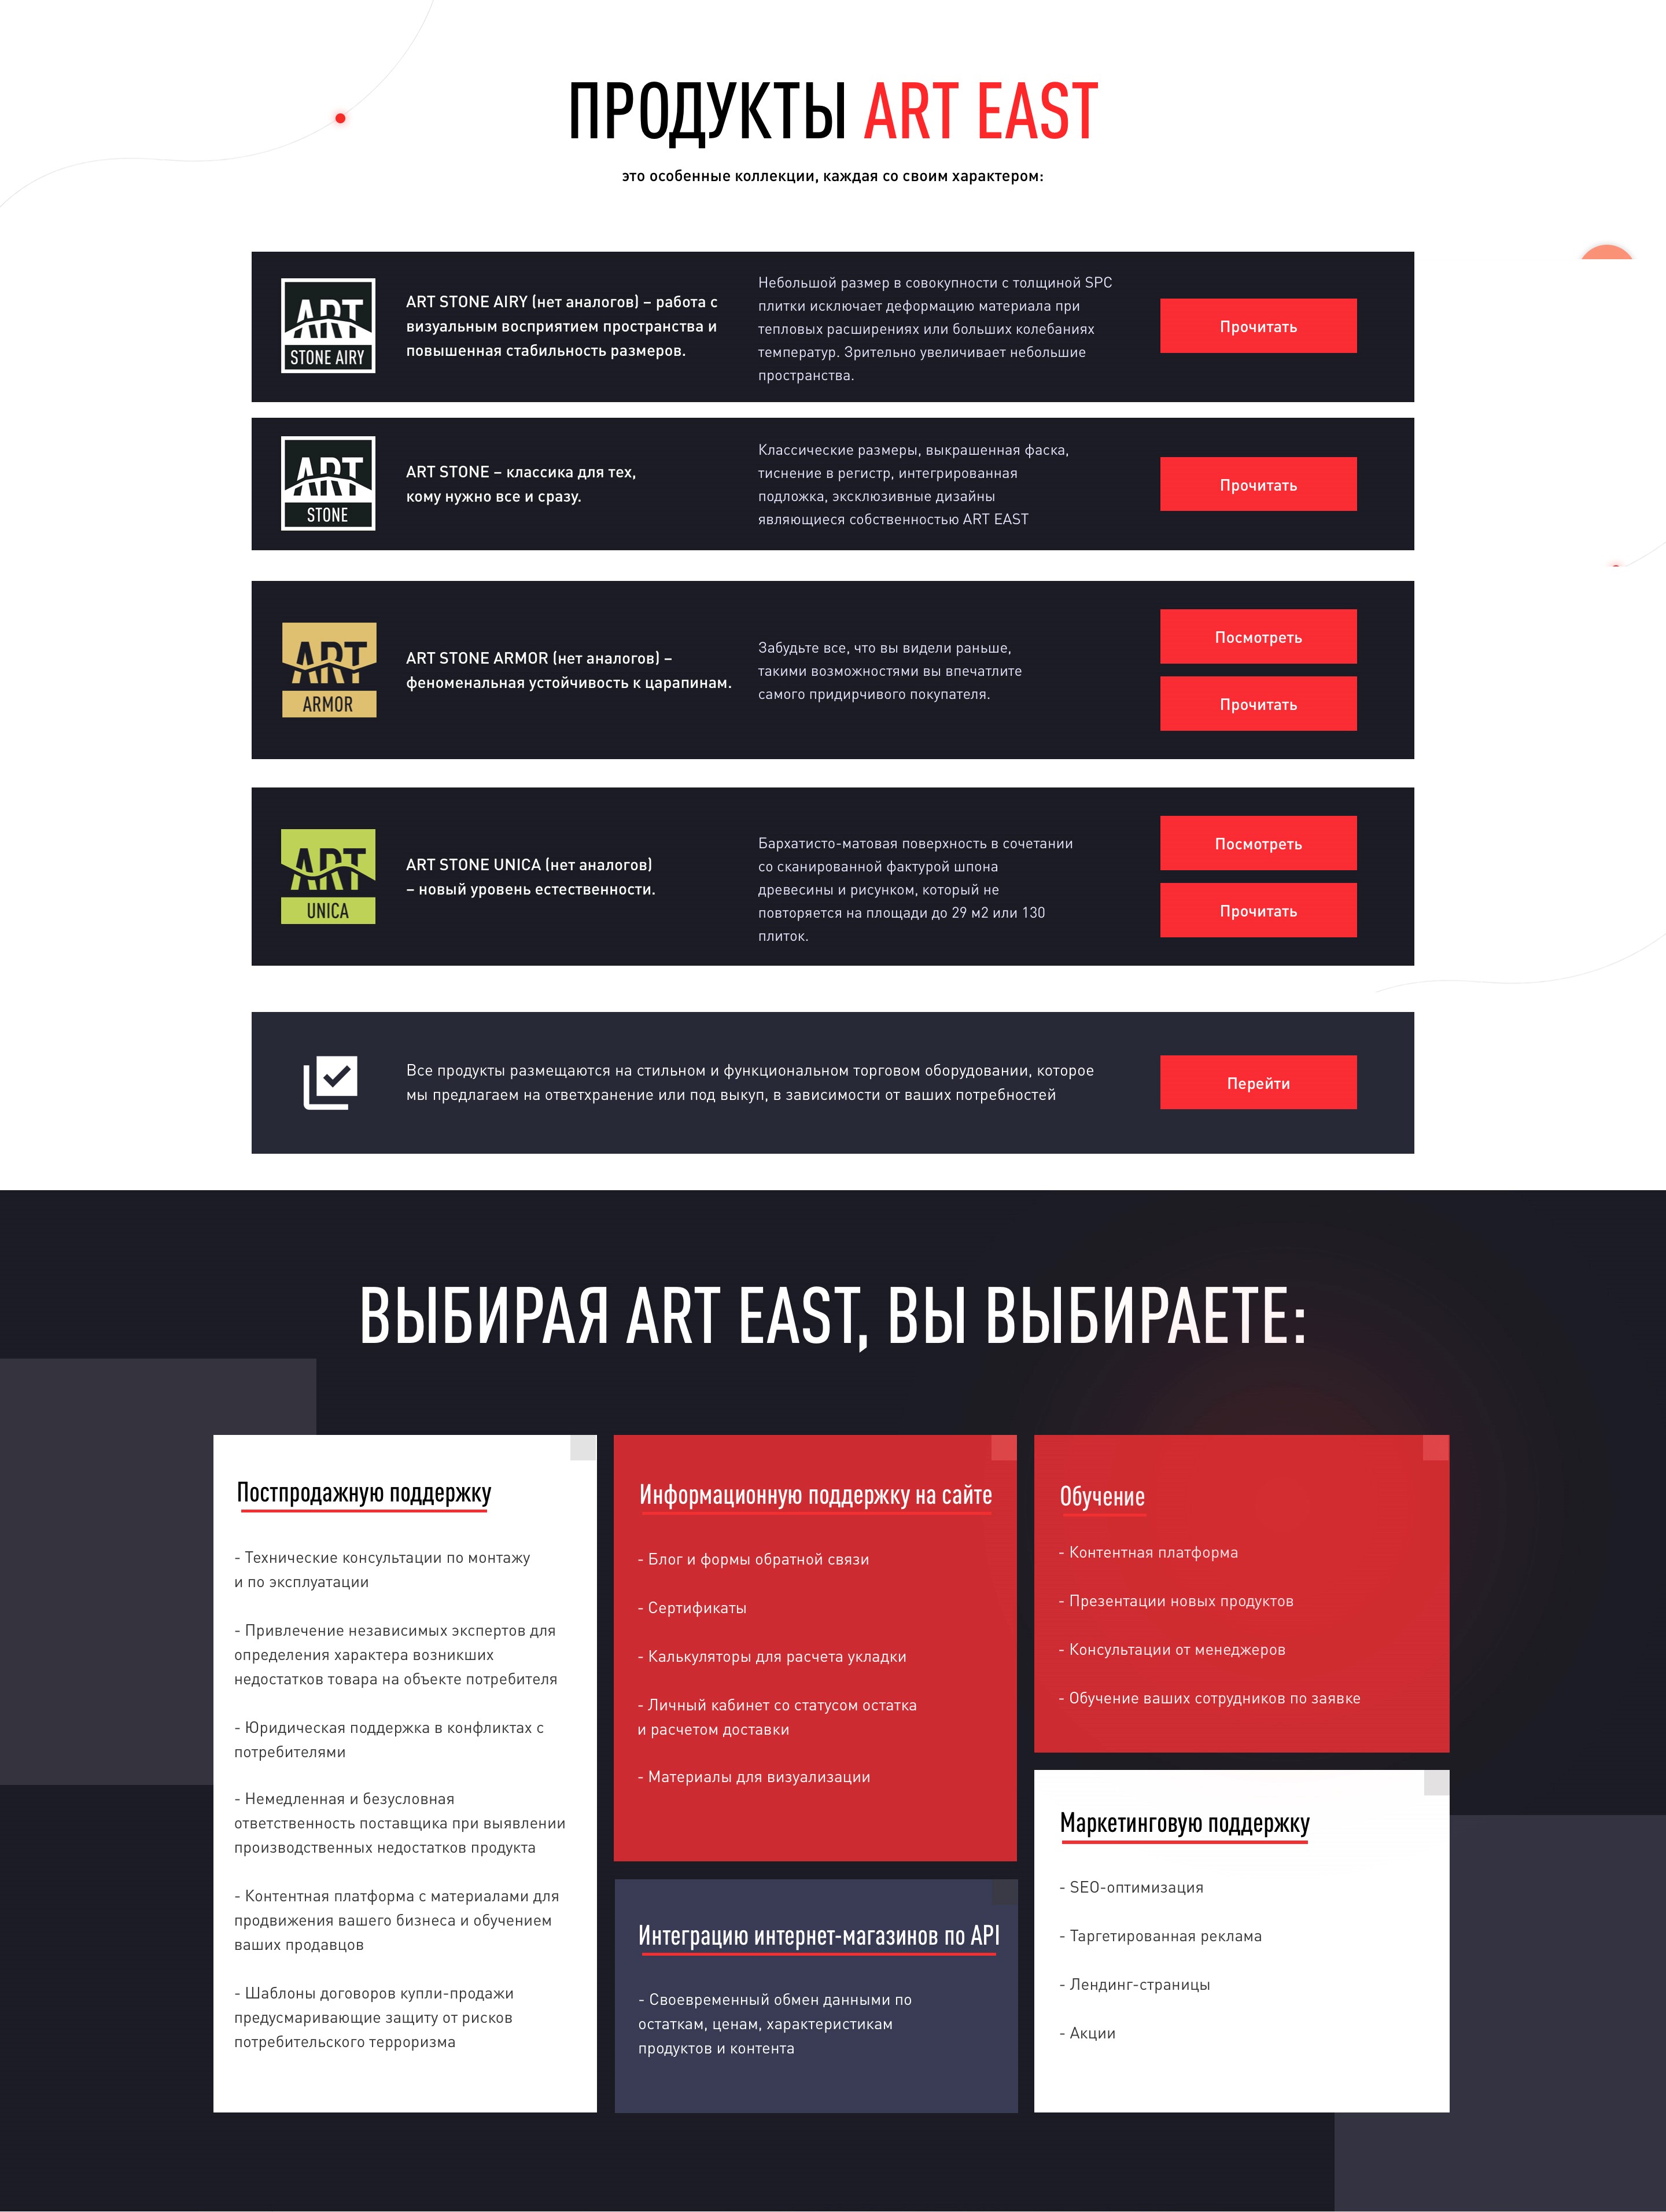 ПРОДУКТЫ ART EAST
это особенные коллекции, каждая со своим характером:
ART
STONE AIRY
ART STONE AIRY (нет аналогов) – работа с
визуальным восприятием пространства и
повышенная стабильность размеров.
Небольшой размер в совокупности с толщиной SPC
плитки исключает деформацию материала при
тепловых расширениях или больших колебаниях
температур. Зрительно увеличивает небольшие
пространства.
Прочитать
ART
STONE
ART STONE – классика для тех,
кому нужно все и сразу.
Классические размеры, выкрашенная фаска,
тиснение в регистр, интегрированная
подложка, эксклюзивные дизайны
являющиеся собственностью ART EAST
Прочитать
ART
ARMOR
ART STONE ARMOR (нет аналогов) –
феноменальная устойчивость к царапинам.
Забудьте все, что вы видели раньше,
такими возможностями вы впечатлите
самого придирчивого покупателя.
Посмотреть
Прочитать
ART
UNICA
ART STONE UNICA (нет аналогов)
– новый уровень естественности.
Бархатисто-матовая поверхность в сочетании
со сканированной фактурой шпона
древесины и рисунком, который не
повторяется на площади до 29 м2 или 130
плиток.
Посмотреть
Прочитать
Все продукты размещаются на стильном и функциональном торговом оборудовании, которое
мы предлагаем на ответхранение или под выкуп, в зависимости от ваших потребностей
Перейти
ВЫБИРАЯ ART EAST, ВЫ ВЫБИРАЕТЕ:
Постпродажную поддержку
- Технические консультации по монтажу
и по эксплуатации
- Привлечение независимых экспертов для
определения характера возникших
недостатков товара на объекте потребителя
- Юридическая поддержка в конфликтах с
потребителями
- Немедленная и безусловная
ответственность поставщика при выявлении
производственных недостатков продукта
- Контентная платформа с материалами для
продвижения вашего бизнеса и обучением
ваших продавцов
- Шаблоны договоров купли-продажи
предусмаривающие защиту от рисков
потребительского терроризма
Информационную поддержку на сайте
- Блог и формы обратной связи
- Сертификаты
- Калькуляторы для расчета укладки
- Личный кабинет со статусом остатка
и расчетом доставки
- Материалы для визуализации
Интеграцию интернет-магазинов по API
- Своевременный обмен данными по
остаткам, ценам, характеристикам
продуктов и контента
Обучение
- Контентная платформа
- Презентации новых продуктов
- Консультации от менеджеров
- Обучение ваших сотрудников по заявке
Маркетинговую поддержку
- SEO-оптимизация
- Таргетированная реклама
- Лендинг-страницы
- Акции